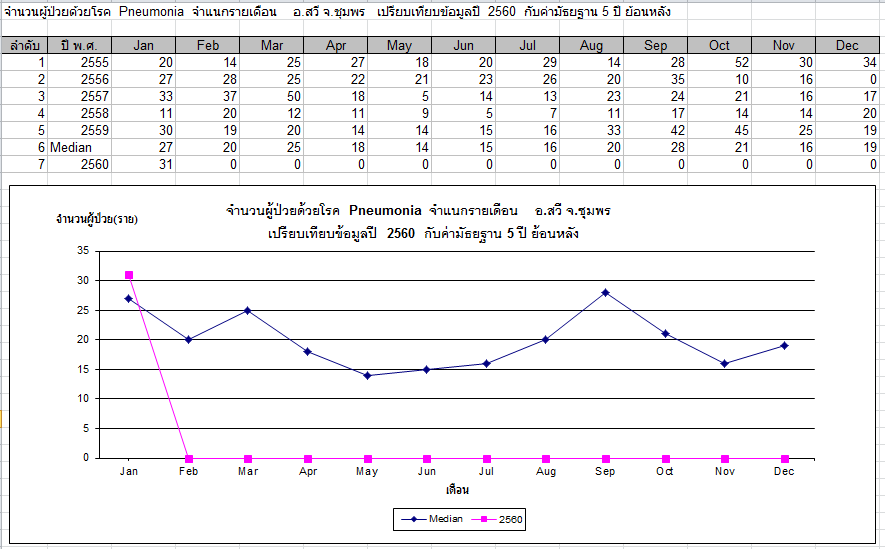 จำนวนผู้ป่วยด้วยโรค Pneumonia จำแนกรายเดือน อ.สวี จ.ชุมพร เปรียบเทียบข้อมูลปี 2560 กับค่ามัธยฐาน 5 ปี ย้อนหลัง
ลำดับ ปี พ.ศ. Jan Feb Mar Apr May Jun Jul Aug Sep Oct Nov Dec
1 2555 20 14 25 27 18 20 29 14 28 52 30 34
2 2556 27 28 25 22 21 23 26 20 35 10 16 0
3 2557 33 37 50 18 5 14 13 23 24 21 16 17
4 2558 11 20 12 11 9 5 7 11 17 14 14 20
5 2559 30 19 20 14 14 15 16 33 42 45 25 19
6 Median 27 20 25 18 14 15 16 20 28 21 16 19
7 2560 31 0 0 0 0 0 0 0 0 0 0 0
จำนวนผู้ป่วยด้วยโรค Pneumonia จำแนกรายเดือน อ.สวี จ.ชุมพร
จำนวนผู้ป่วย(ราย)
เปรียบเทียบข้อมูลปี 2560 กับค่ามัธยฐาน 5 ปี ย้อนหลัง
35
30
25
20
15
10
5
0
Jan Feb Mar Apr May Jun Jul Aug Sep Oct Nov Dec
เดือน
Median 2560